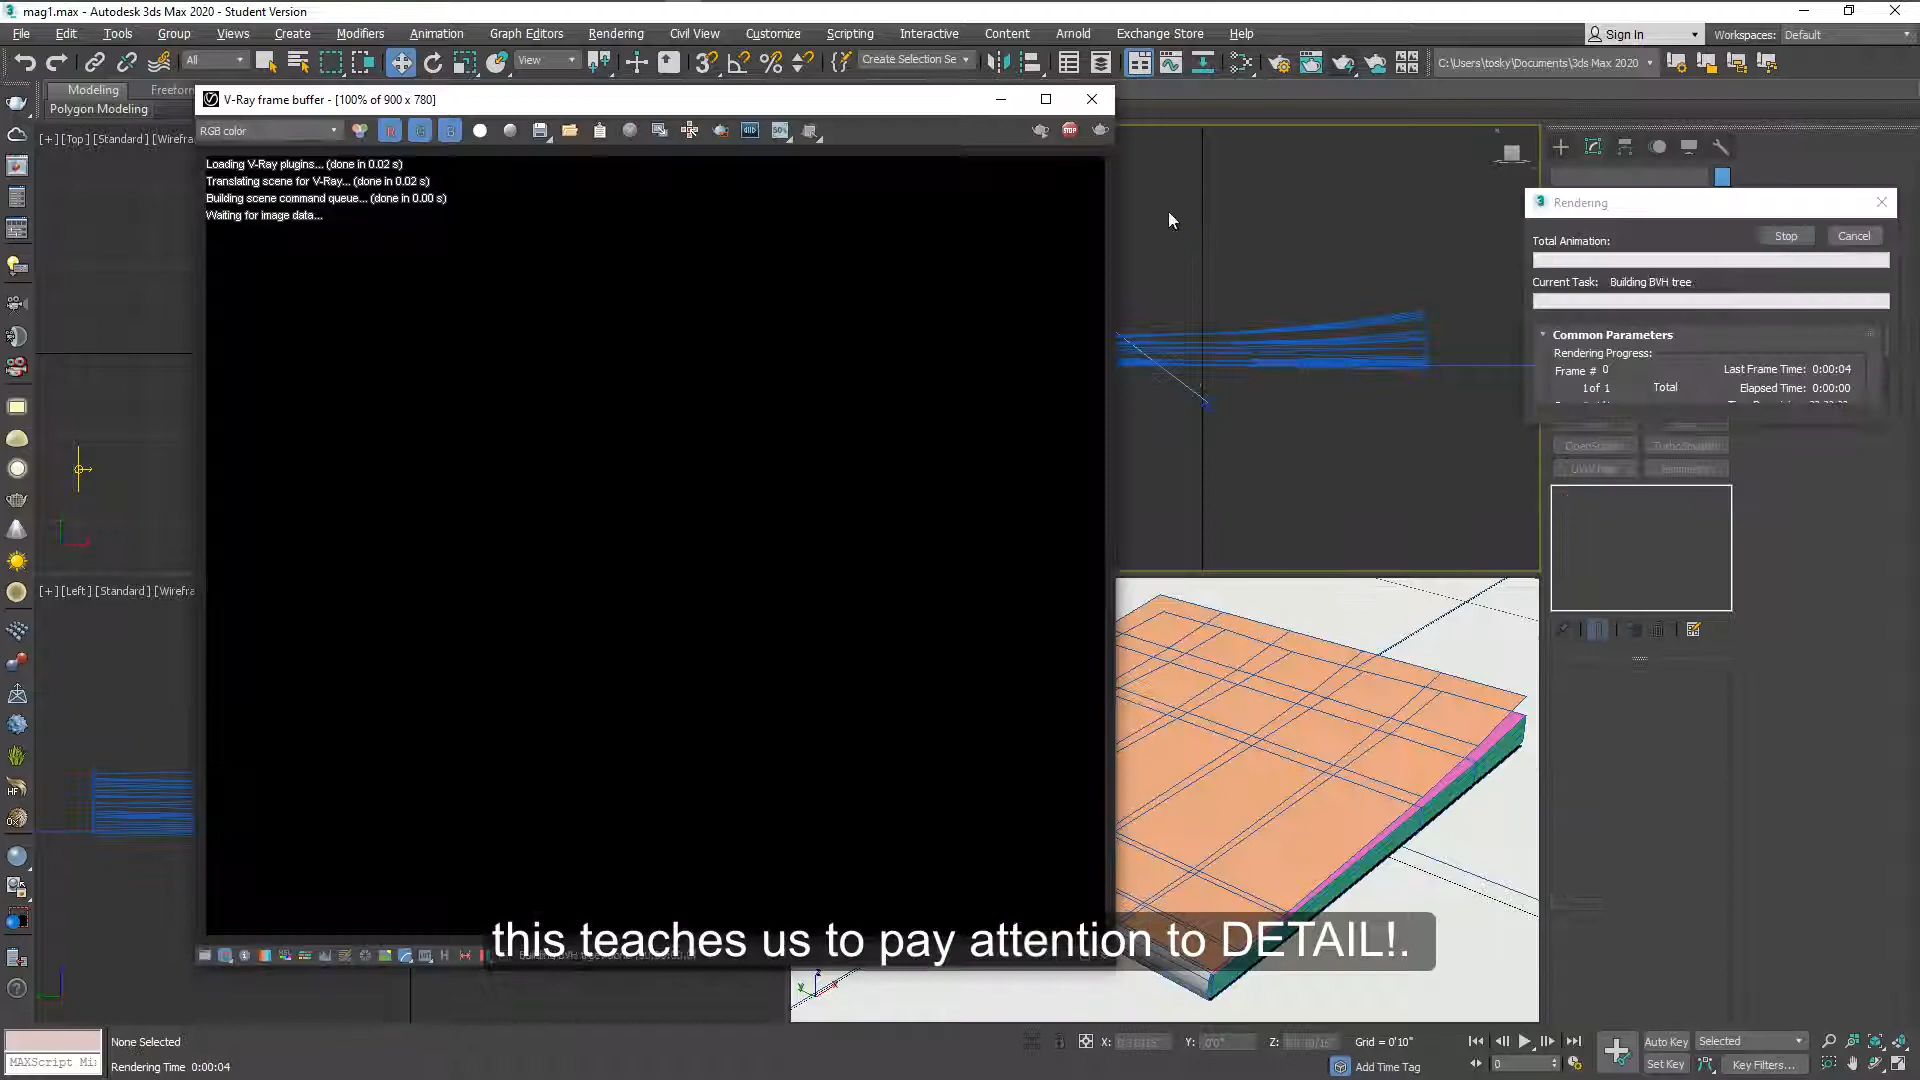 mag1.max - Autodesk 3ds Max 2020 - Student Version
File Edit Tools Group Views Create Modifiers Animation Graph Editors Rendering Civil View Customize Scripting Interactive Content Arnold Exchange Store Help
Sign In
Workspaces: Default
All
View
Create Selection Se
C:\Users\tosky\Documents\3ds Max 2020
Modeling
Freeform
Polygon Modeling
V-Ray frame buffer - [100% of 900 x 780]
RGB color
[+] [Top] [Standard] [Wirefra
Loading V-Ray plugins... (done in 0.02 s)
Translating scene for V-Ray... (done in 0.02 s)
Building scene command queue... (done in 0.00 s)
Waiting for image data...
Rendering
Total Animation:
Stop
Cancel
Current Task: Building BVH tree
Common Parameters
Rendering Progress:
Frame # 0
Last Frame Time: 0:00:04
1 of 1
Total
Elapsed Time: 0:00:00
[+] [Left] [Standard] [Wirefra
this teaches us to pay attention to DETAIL!.
None Selected
X:
Y:
Z:
Grid = 0'10"
Auto Key
Selected
MAXScript Mi
Rendering Time 0:00:04
Add Time Tag
0
Set Key
Key Filters...